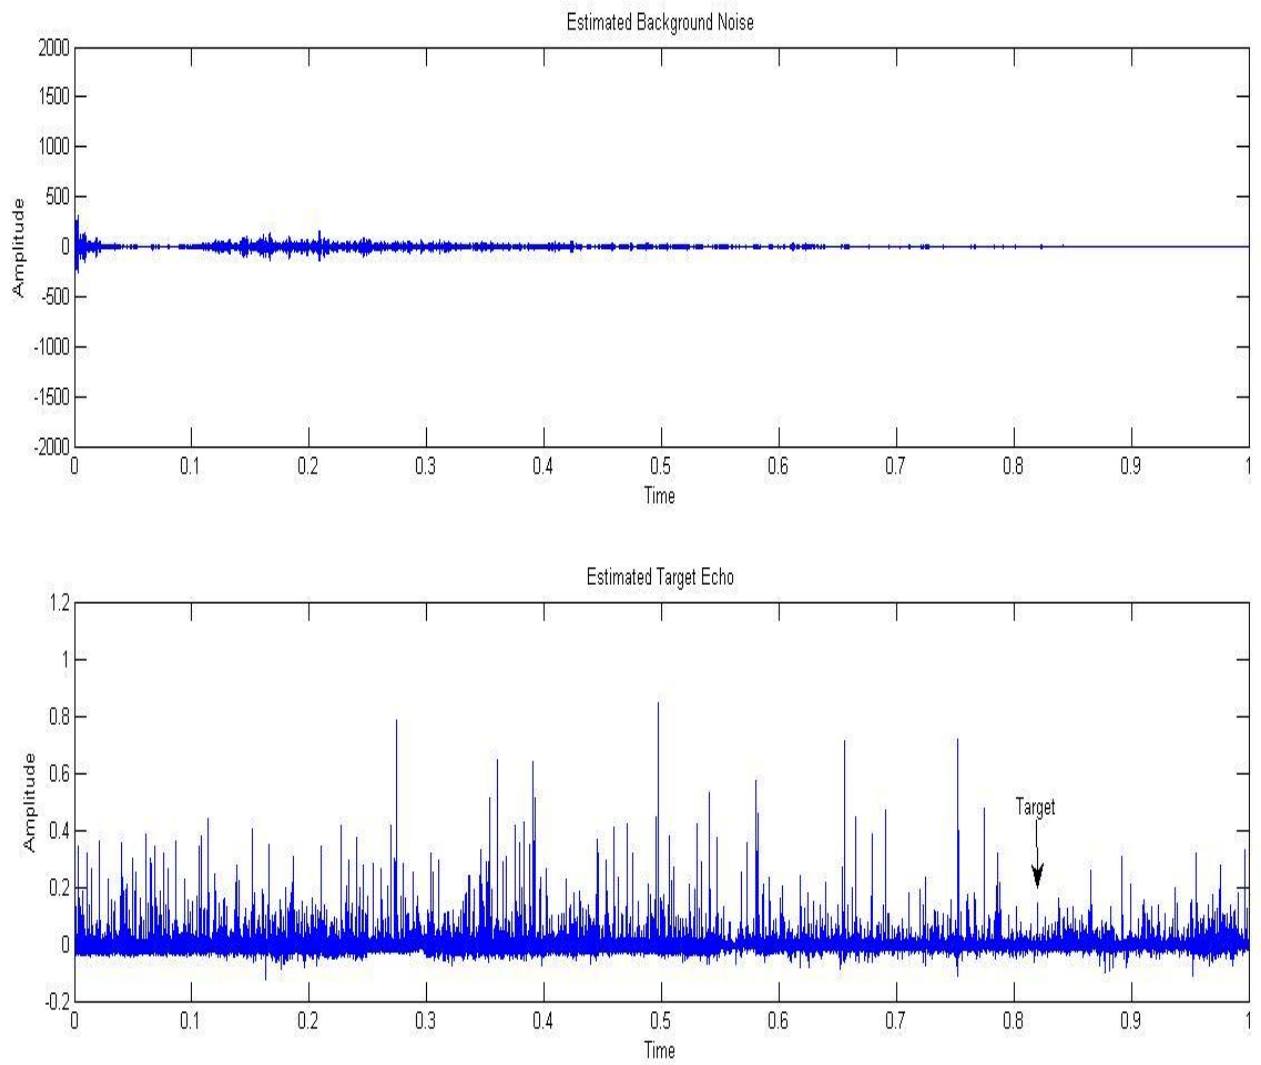 Estimated Background Noise
2000
1500
1000
500
0
-500
-1000
-1500
-2000
Amplitude
0 0.1 0.2 0.3 0.4 0.5 0.6 0.7 0.8 0.9 1
Time
Estimated Target Echo
1.2
1
0.8
0.6
0.4
0.2
0
-0.2
Amplitude
Target
0 0.1 0.2 0.3 0.4 0.5 0.6 0.7 0.8 0.9 1
Time